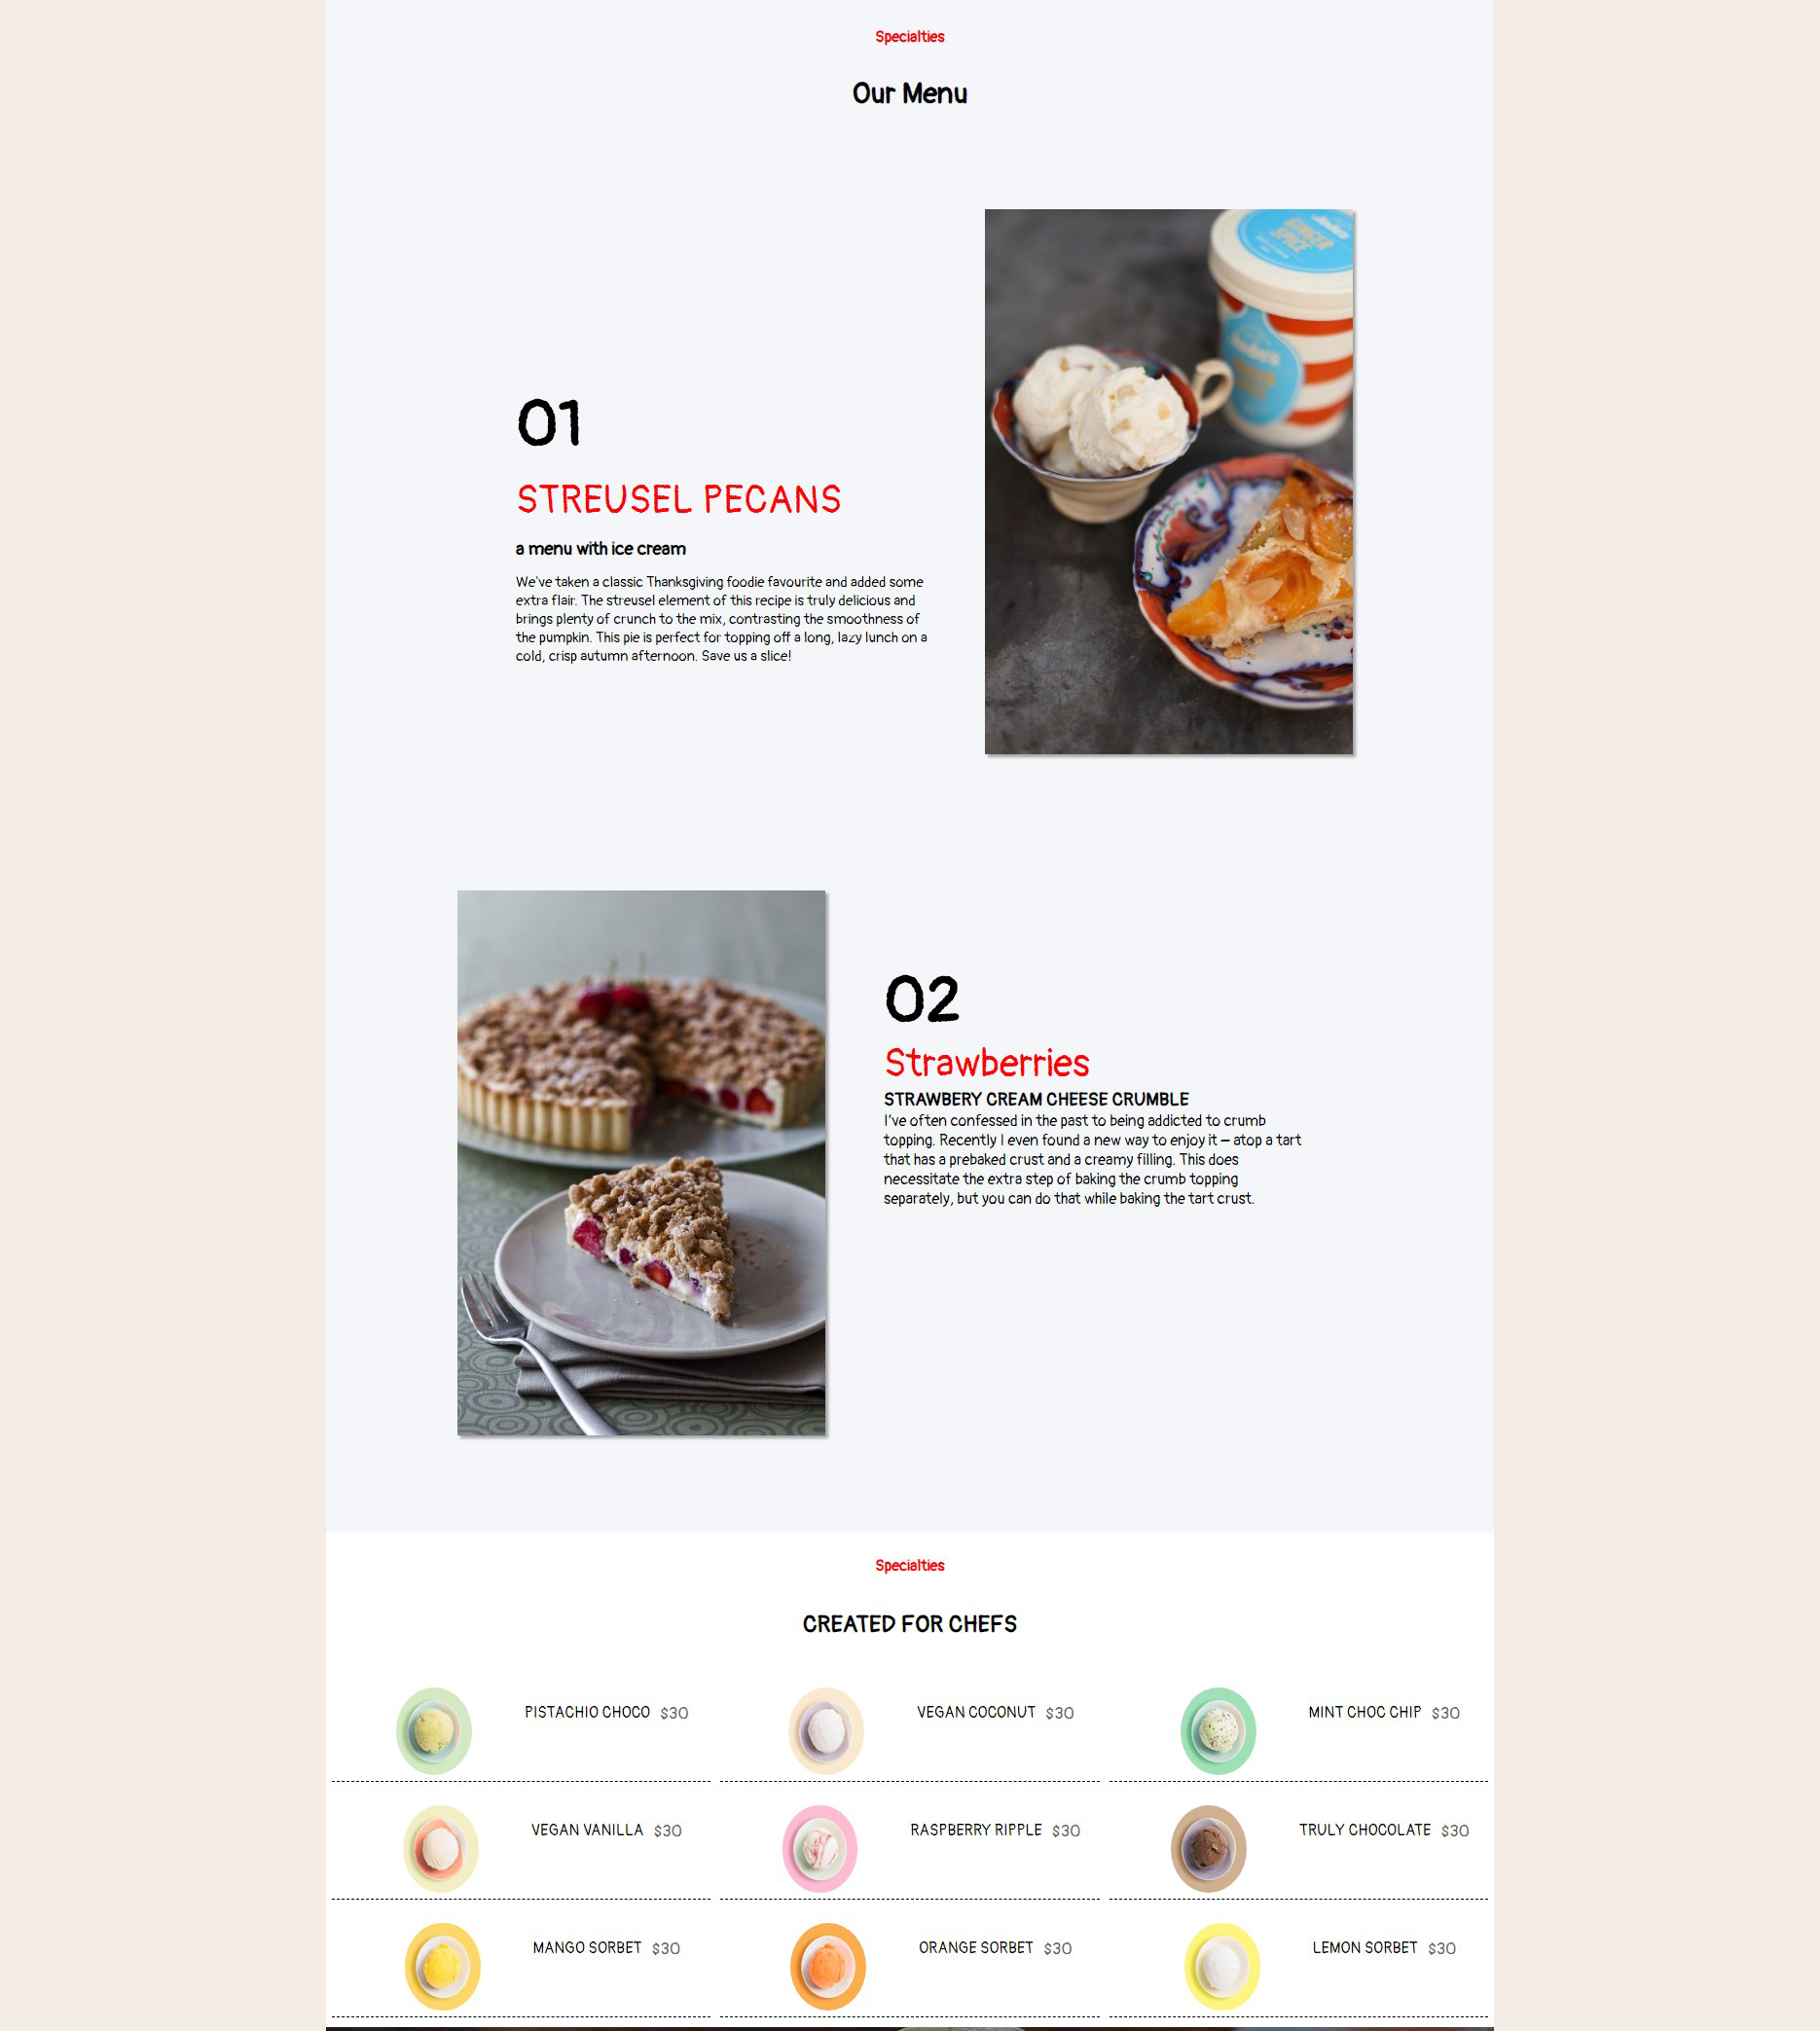 Specialties
Our Menu
GINGER
SPICE
01
STREUSEL PECANS
a menu with ice cream
We've taken a classic Thanksgiving foodie favourite and added some
extra flair. The streusel element of this recipe is truly delicious and
brings plenty of crunch to the mix, contrasting the smoothness of
the pumpkin. This pie is perfect for topping off a long, lazy lunch on a
cold, crisp autumn afternoon. Save us a slice!
02
Strawberries
STRAWBERY CREAM CHEESE CRUMBLE
I've often confessed in the past to being addicted to crumb
topping. Recently I even found a new way to enjoy it – atop a tart
that has a prebaked crust and a creamy filling. This does
necessitate the extra step of baking the crumb topping
separately, but you can do that while baking the tart crust.
Specialties
CREATED FOR CHEFS
PISTACHIO CHOCO $30
VEGAN COCONUT $30
MINT CHOC CHIP $30
VEGAN VANILLA $30
RASPBERRY RIPPLE $30
TRULY CHOCOLATE $30
MANGO SORBET $30
ORANGE SORBET $30
LEMON SORBET $30